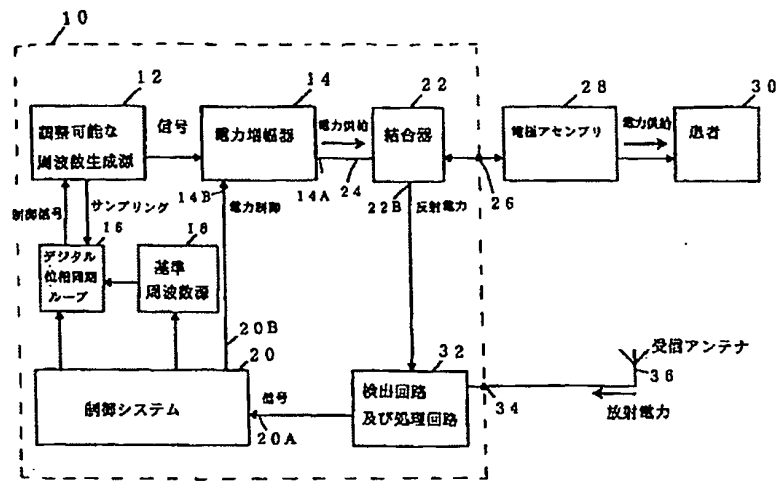 10
12
14
22
28
30
調整可能な
周波数生成源
信号
電力増幅器
電力供給
結合器
電極アセンブリ
電力供給
患者
14B
電力制御
14A
24
22B
反射電力
26
制御信号
サンプリング
16
18
デジタル
位相同期
ループ
基準
周波数源
20B
20
32
受信アンテナ
36
制御システム
信号
20A
検出回路
及び処理回路
34
放射電力